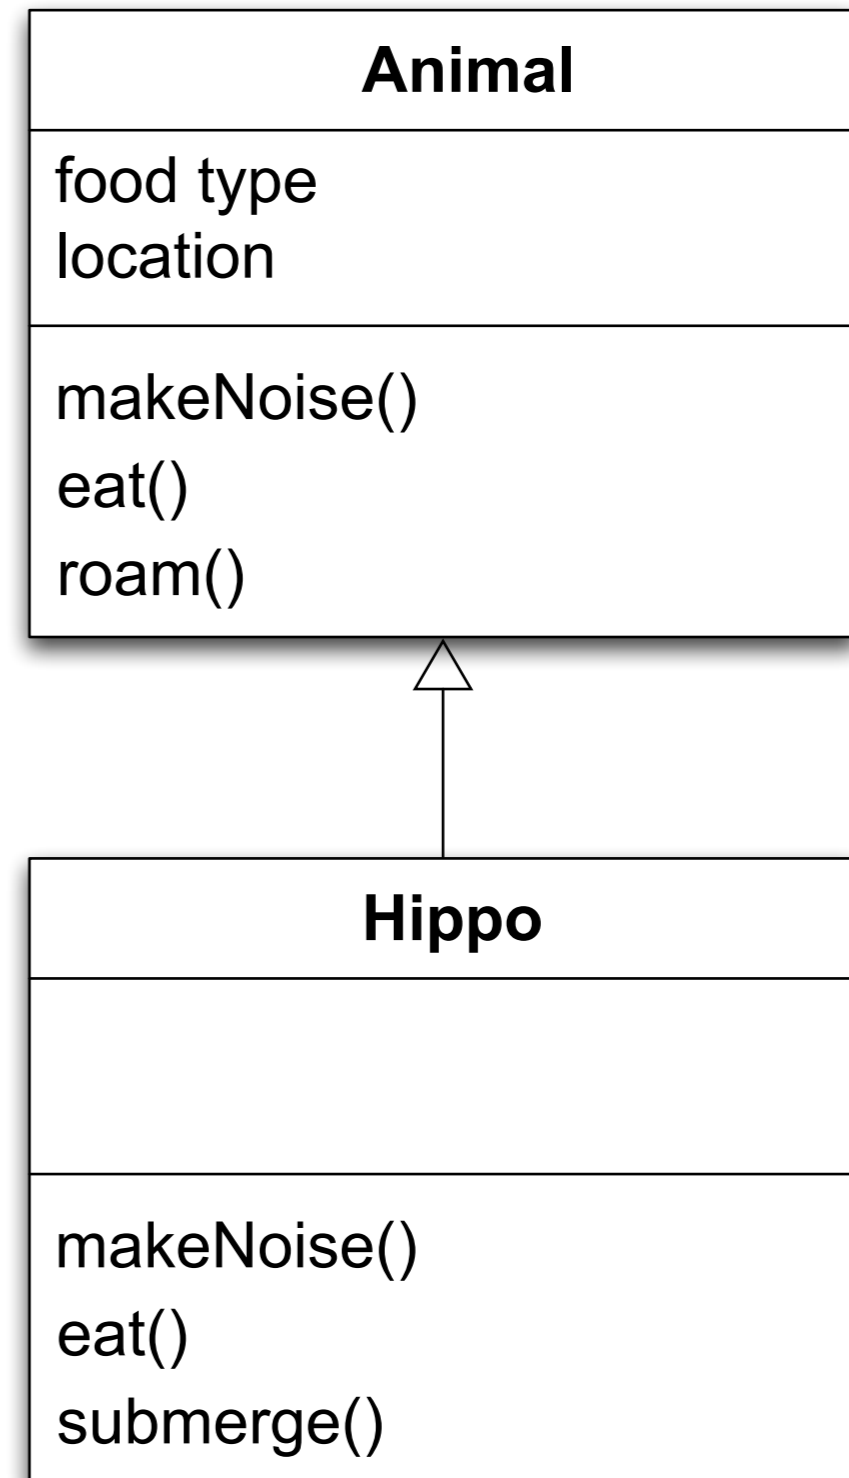 Animal
food type
location
makeNoise()
eat()
roam()
Hippo
makeNoise()
eat()
submerge()